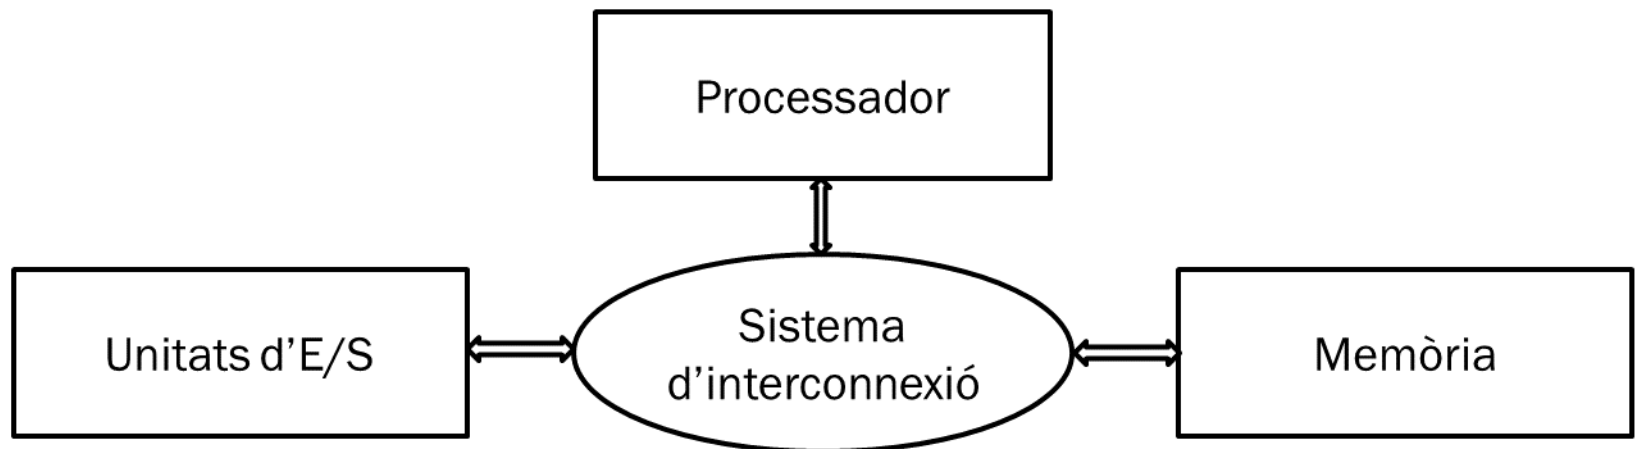 Processador
Unitats d’E/S
Sistema
d’interconnexió
Memòria